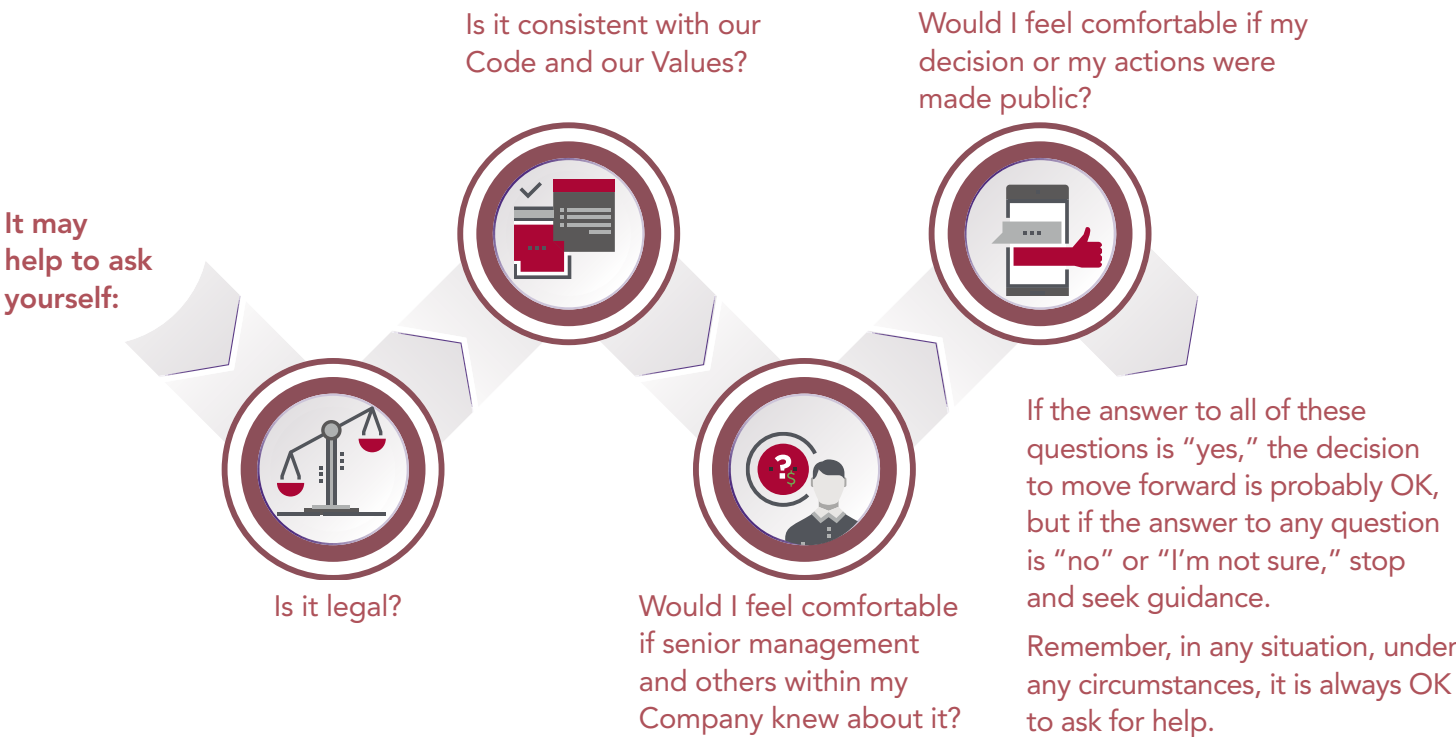 It may
help to ask
yourself:
Is it legal?
Is it consistent with our
Code and our Values?
Would I feel comfortable
if senior management
and others within my
Company knew about it?
Would I feel comfortable if my
decision or my actions were
made public?
If the answer to all of these
questions is “yes,” the decision
to move forward is probably OK,
but if the answer to any question
is “no” or “I’m not sure,” stop
and seek guidance.
Remember, in any situation, under
any circumstances, it is always OK
to ask for help.
?
$